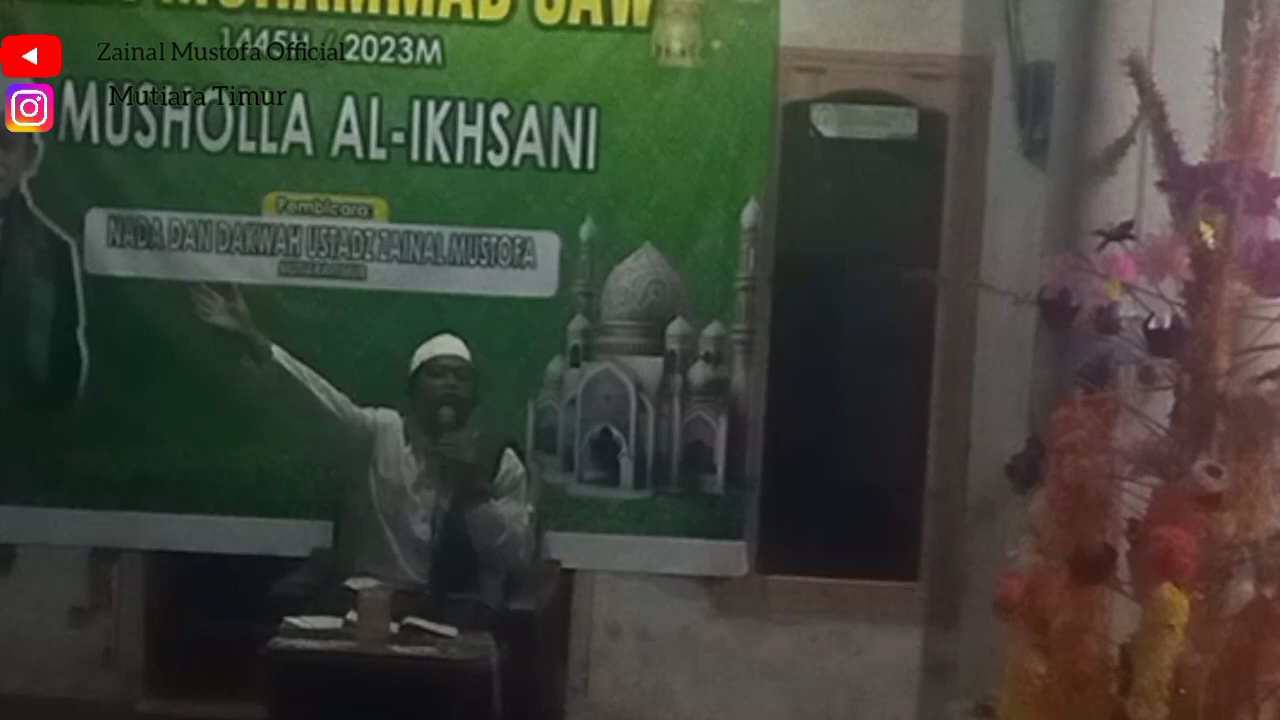 MUHAMMAD SAW
1445H / 2023M
Zainal Mustofa Official
Mutiara Timur
MUSHOLLA AL-IKHSANI
Pembicara:
NADA DAN DAKWAH USTADZ ZAINAL MUSTOFA